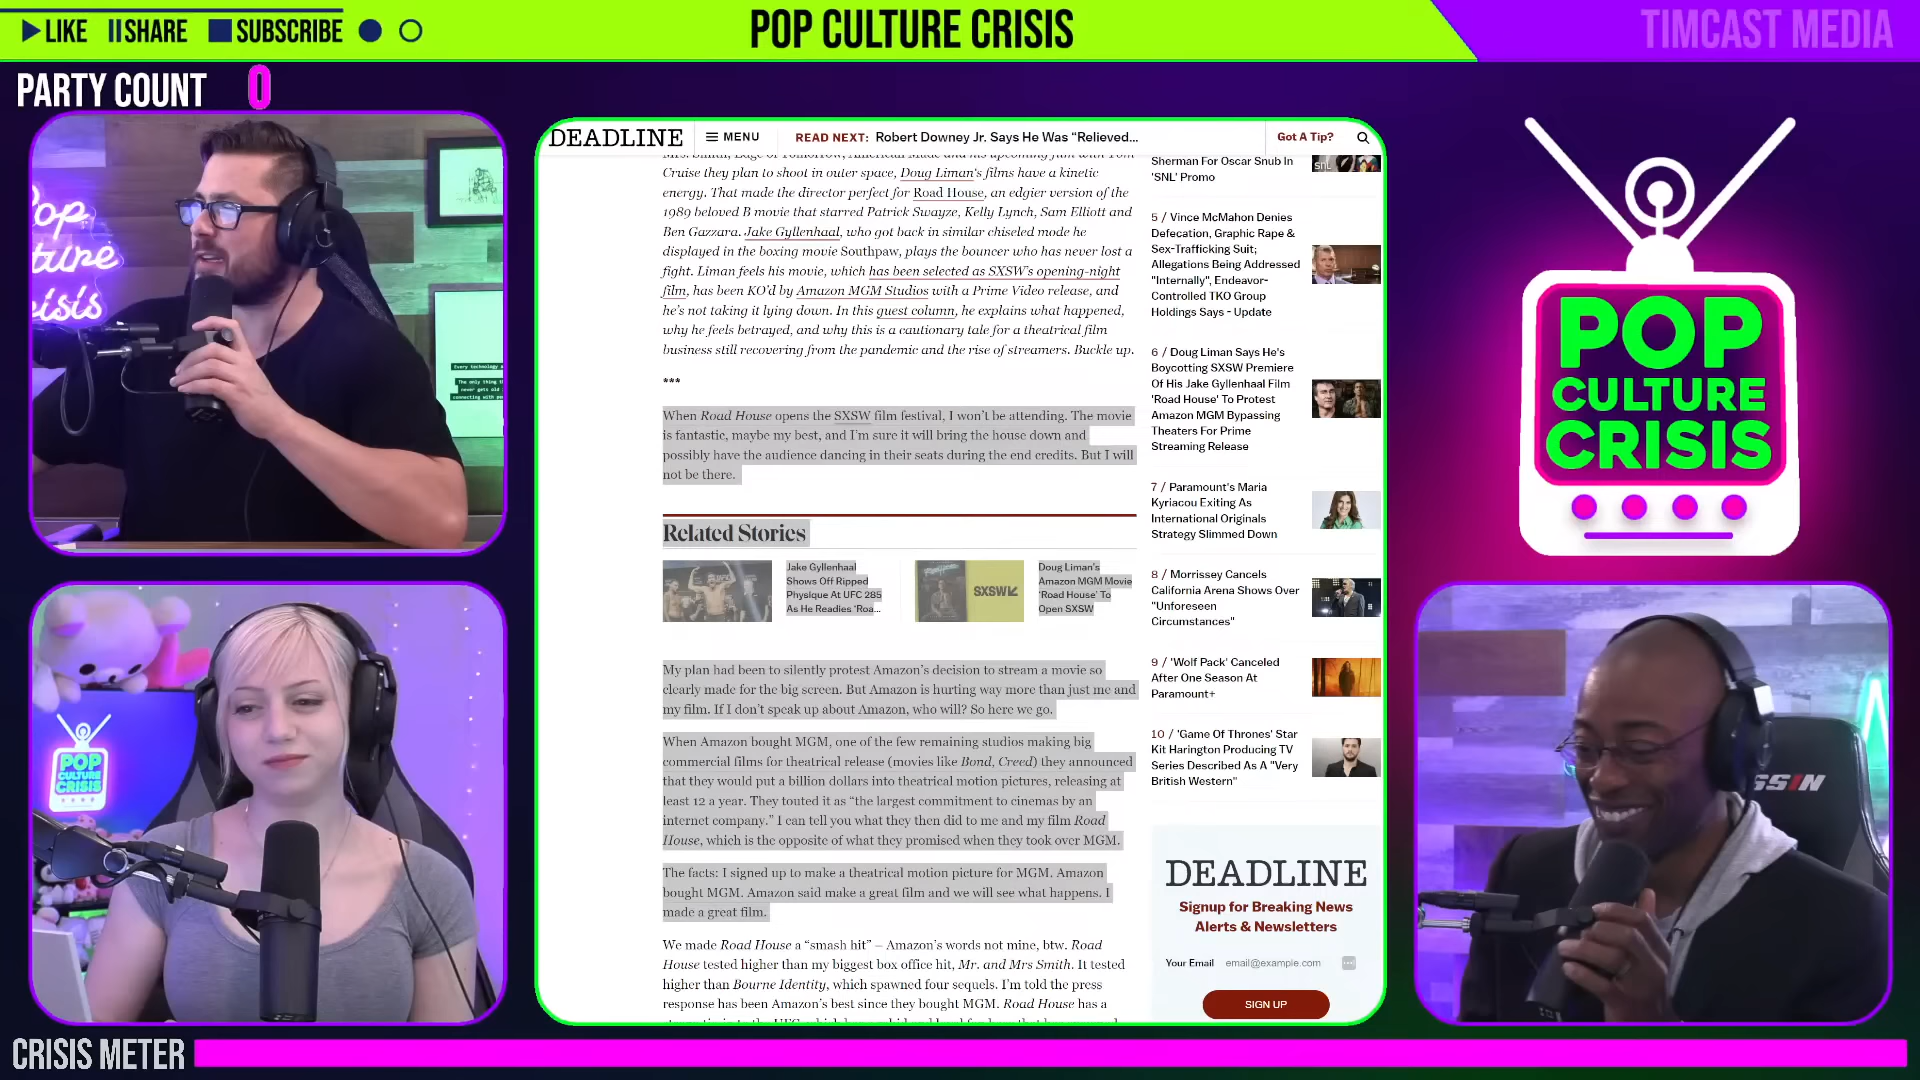 LIKE SHARE SUBSCRIBE
POP CULTURE CRISIS
TIMCAST MEDIA
PARTY COUNT 0
DEADLINE
MENU
READ NEXT: Robert Downey Jr. Says He Was “Relieved...
Got A Tip?
Cruise they plan to shoot in outer space, Doug Liman‘s films have a kinetic
energy. That made the director perfect for Road House, an edgier version of the
1989 beloved B movie that starred Patrick Swayze, Kelly Lynch, Sam Elliott and
Ben Gazzara. Jake Gyllenhaal, who got back in similar chiseled mode he
displayed in the boxing movie Southpaw, plays the bouncer who has never lost a
fight. Liman feels his movie, which has been selected as SXSW’s opening-night
film, has been KO’d by Amazon MGM Studios with a Prime Video release, and
he’s not taking it lying down. In this guest column, he explains what happened,
why he feels betrayed, and why this is a cautionary tale for a theatrical film
business still recovering from the pandemic and the rise of streamers. Buckle up.
***
When Road House opens the SXSW film festival, I won’t be attending. The movie
is fantastic, maybe my best, and I’m sure it will bring the house down and
possibly have the audience dancing in their seats during the end credits. But I will
not be there.
Related Stories
Jake Gyllenhaal
Shows Off Ripped
Physique At UFC 285
As He Readies ‘Roa...
SXSW
Doug Liman's
Amazon MGM Movie
‘Road House’ To
Open SXSW
My plan had been to silently protest Amazon’s decision to stream a movie so
clearly made for the big screen. But Amazon is hurting way more than just me and
my film. If I don’t speak up about Amazon, who will? So here we go.
When Amazon bought MGM, one of the few remaining studios making big
commercial films for theatrical release (movies like Bond, Creed) they announced
that they would put a billion dollars into theatrical motion pictures, releasing at
least 12 a year. They touted it as “the largest commitment to cinemas by an
internet company.” I can tell you what they then did to me and my film Road
House, which is the opposite of what they promised when they took over MGM.
The facts: I signed up to make a theatrical motion picture for MGM. Amazon
bought MGM. Amazon said make a great film and we will see what happens. I
made a great film.
We made Road House a “smash hit” – Amazon’s words not mine, btw. Road
House tested higher than my biggest box office hit, Mr. and Mrs Smith. It tested
higher than Bourne Identity, which spawned four sequels. I’m told the press
response has been Amazon’s best since they bought MGM. Road House has a
Sherman For Oscar Snub In
'SNL' Promo
5 / Vince McMahon Denies
Defecation, Graphic Rape &
Sex-Trafficking Suit;
Allegations Being Addressed
"Internally", Endeavor-
Controlled TKO Group
Holdings Says - Update
6 / Doug Liman Says He's
Boycotting SXSW Premiere
Of His Jake Gyllenhaal Film
'Road House' To Protest
Amazon MGM Bypassing
Theaters For Prime
Streaming Release
7 / Paramount's Maria
Kyriacou Exiting As
International Originals
Strategy Slimmed Down
8 / Morrissey Cancels
California Arena Shows Over
"Unforeseen
Circumstances"
9 / 'Wolf Pack' Canceled
After One Season At
Paramount+
10 / 'Game Of Thrones' Star
Kit Harington Producing TV
Series Described As A "Very
British Western"
DEADLINE
Signup for Breaking News
Alerts & Newsletters
Your Email email@example.com
SIGN UP
POP
CULTURE
CRISIS
POP
CULTURE
CRISIS
CRISIS METER